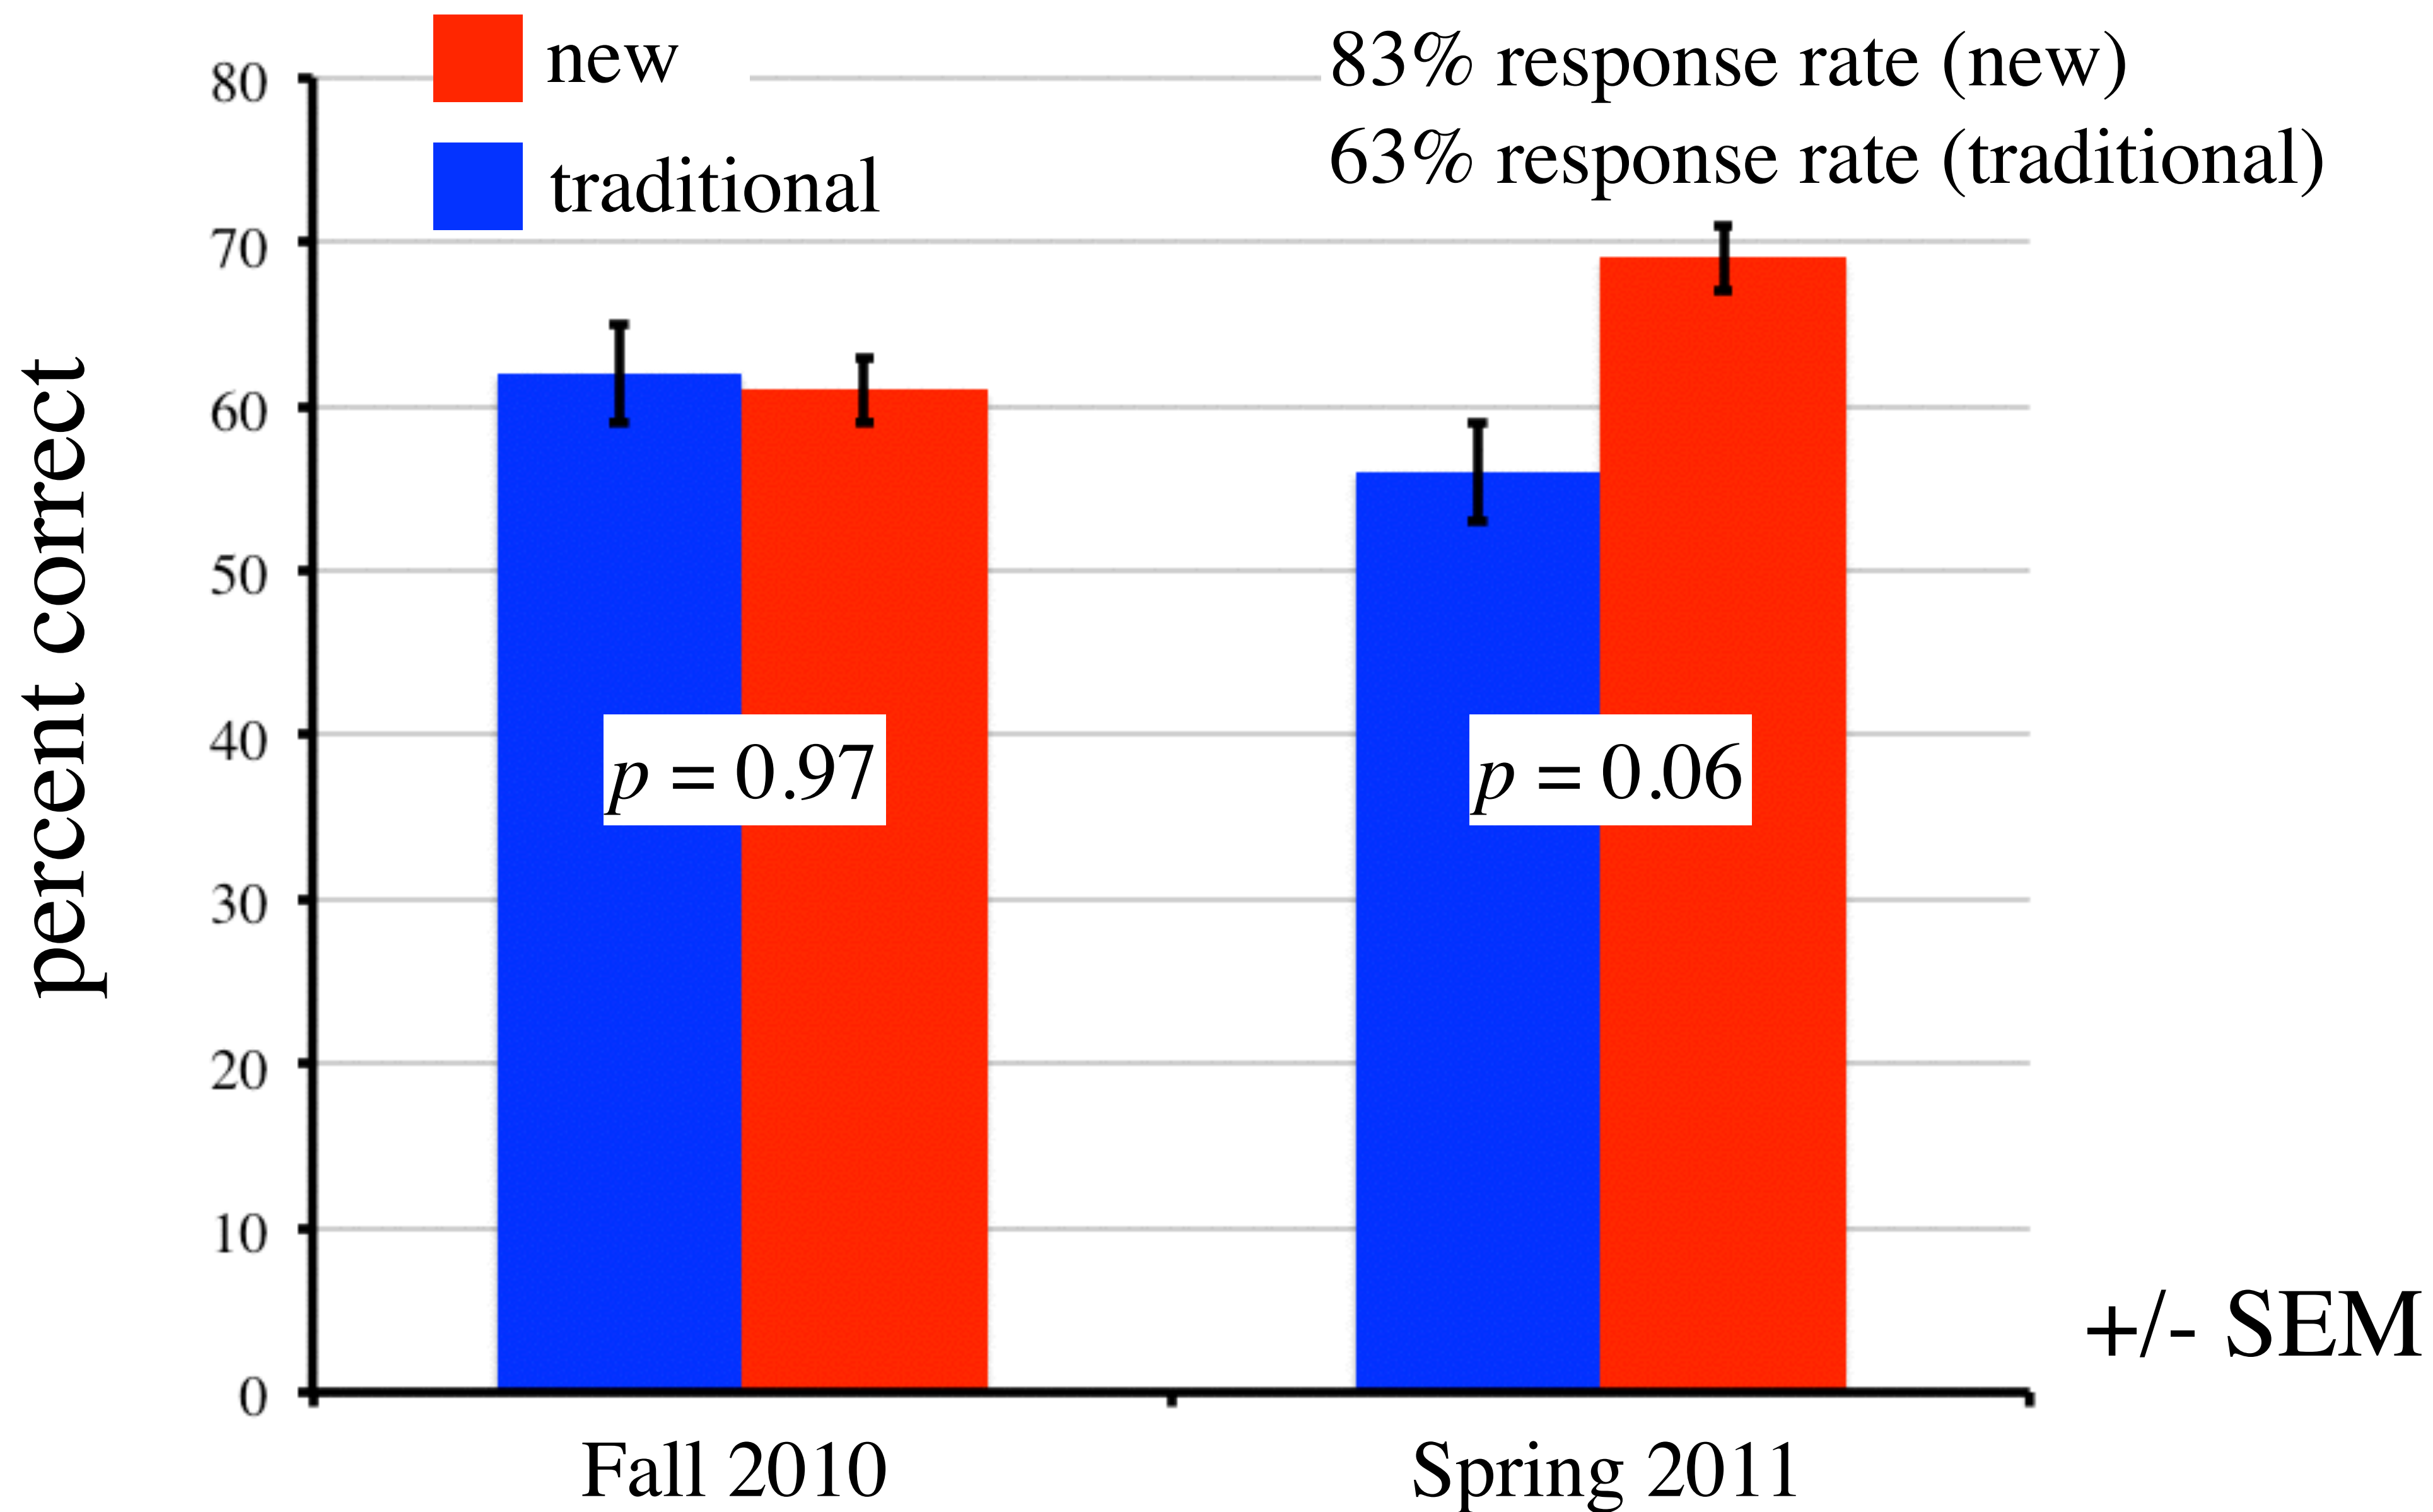 new
traditional
83% response rate (new)
63% response rate (traditional)
percent correct
80
70
60
50
40
30
20
10
0
p = 0.97
p = 0.06
+/- SEM
Fall 2010
Spring 2011